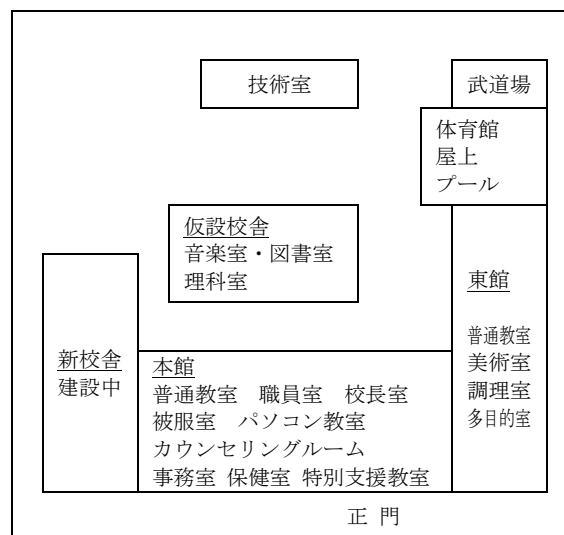 技術室
武道場
体育館
屋上
プール
仮設校舎
音楽室・図書室
理科室
東館
普通教室
美術室
調理室
多目的室
新校舎
建設中
本館
普通教室　職員室　校長室
被服室　パソコン教室
カウンセリングルーム
事務室 保健室 特別支援教室
正 門